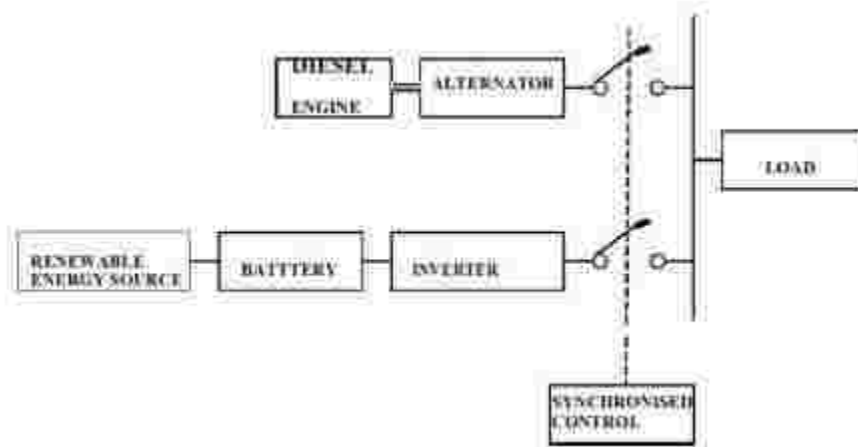 DIESEL
ENGINE
ALTERNATOR
LOAD
RENEWABLE
ENERGY SOURCE
BATTTERY
INVERTER
SYNCHRONISED
CONTROL